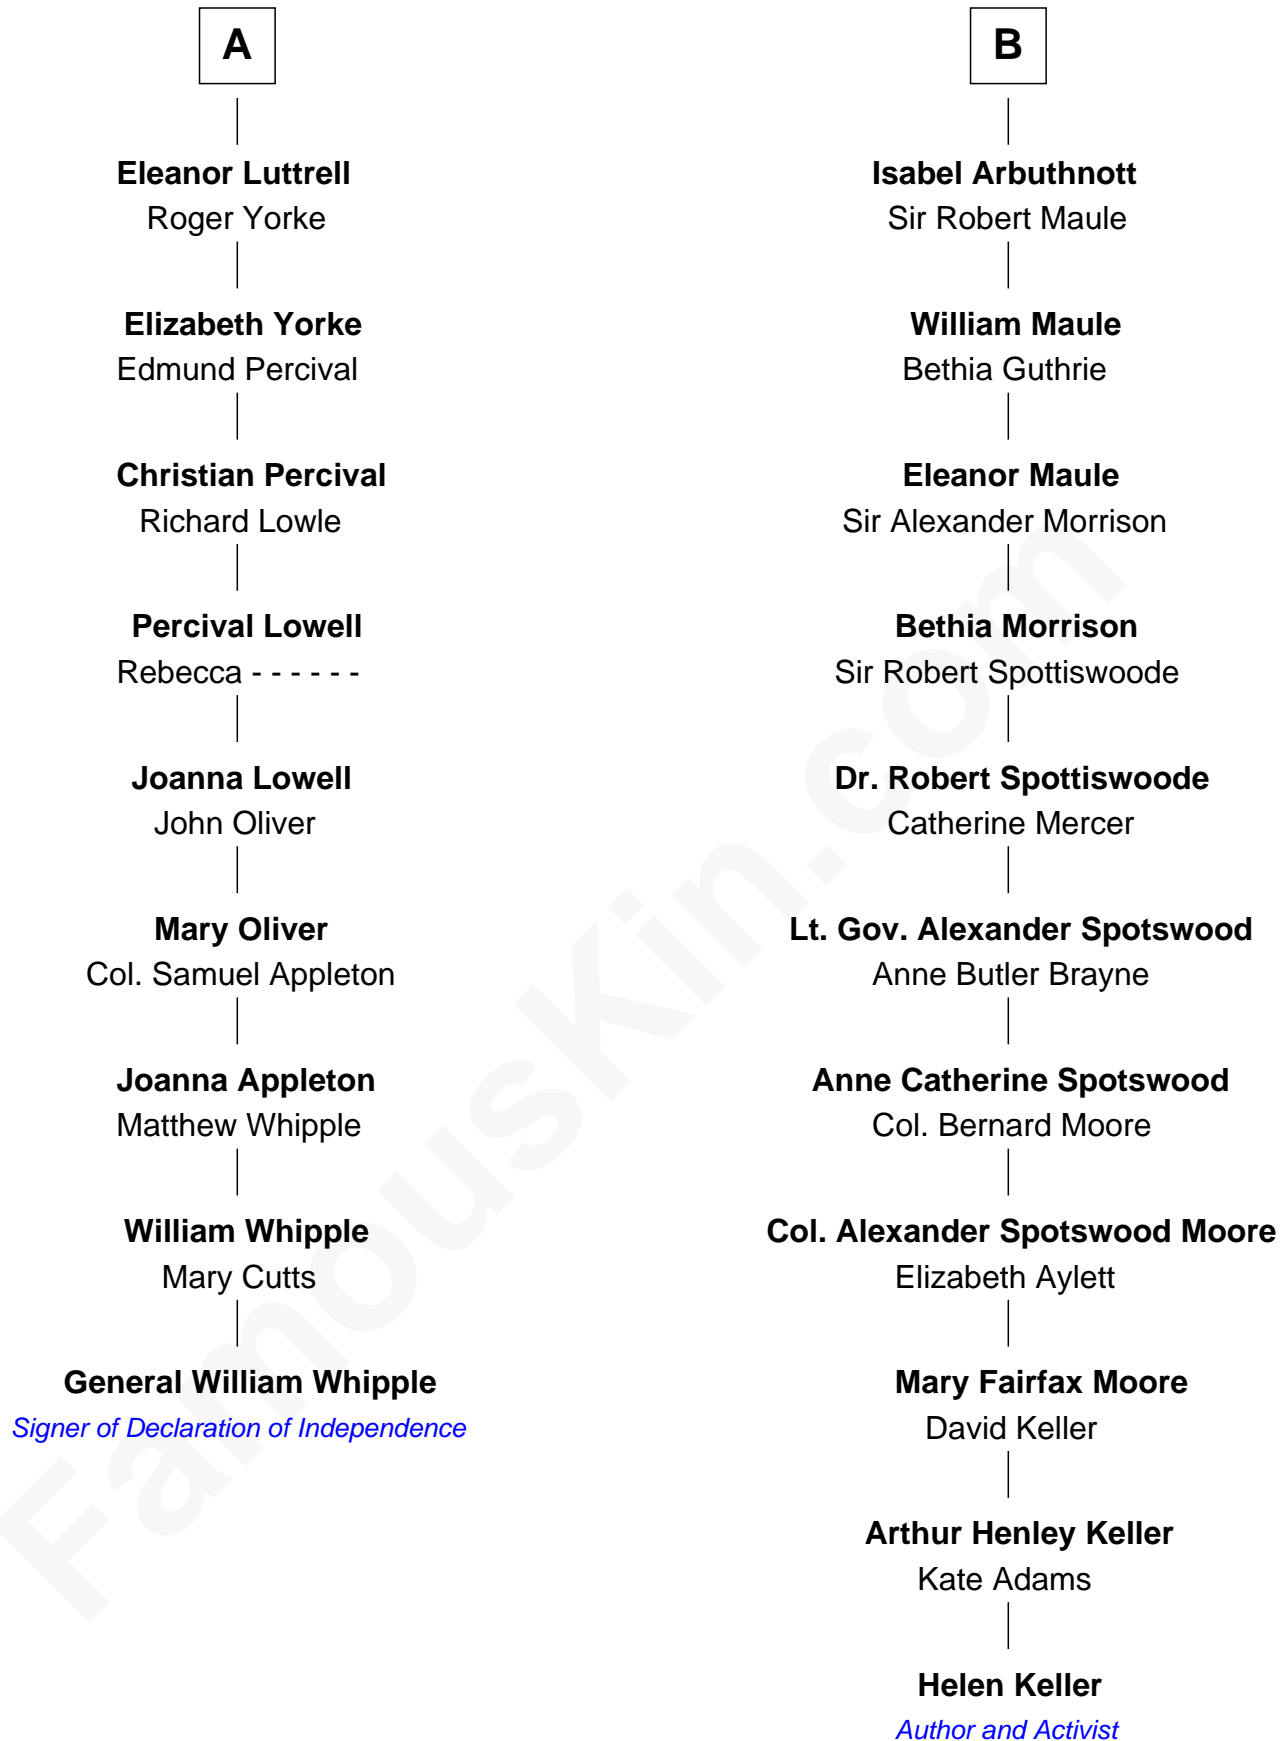 A
Eleanor Luttrell
Roger Yorke
Elizabeth Yorke
Edmund Percival
Christian Percival
Richard Lowle
Percival Lowell
Rebecca - - - - - -
Joanna Lowell
John Oliver
Mary Oliver
Col. Samuel Appleton
Joanna Appleton
Matthew Whipple
William Whipple
Mary Cutts
General William Whipple
Signer of Declaration of Independence
B
Isabel Arbuthnott
Sir Robert Maule
William Maule
Bethia Guthrie
Eleanor Maule
Sir Alexander Morrison
Bethia Morrison
Sir Robert Spottiswoode
Dr. Robert Spottiswoode
Catherine Mercer
Lt. Gov. Alexander Spotswood
Anne Butler Brayne
Anne Catherine Spotswood
Col. Bernard Moore
Col. Alexander Spotswood Moore
Elizabeth Aylett
Mary Fairfax Moore
David Keller
Arthur Henley Keller
Kate Adams
Helen Keller
Author and Activist
FamousKin.com